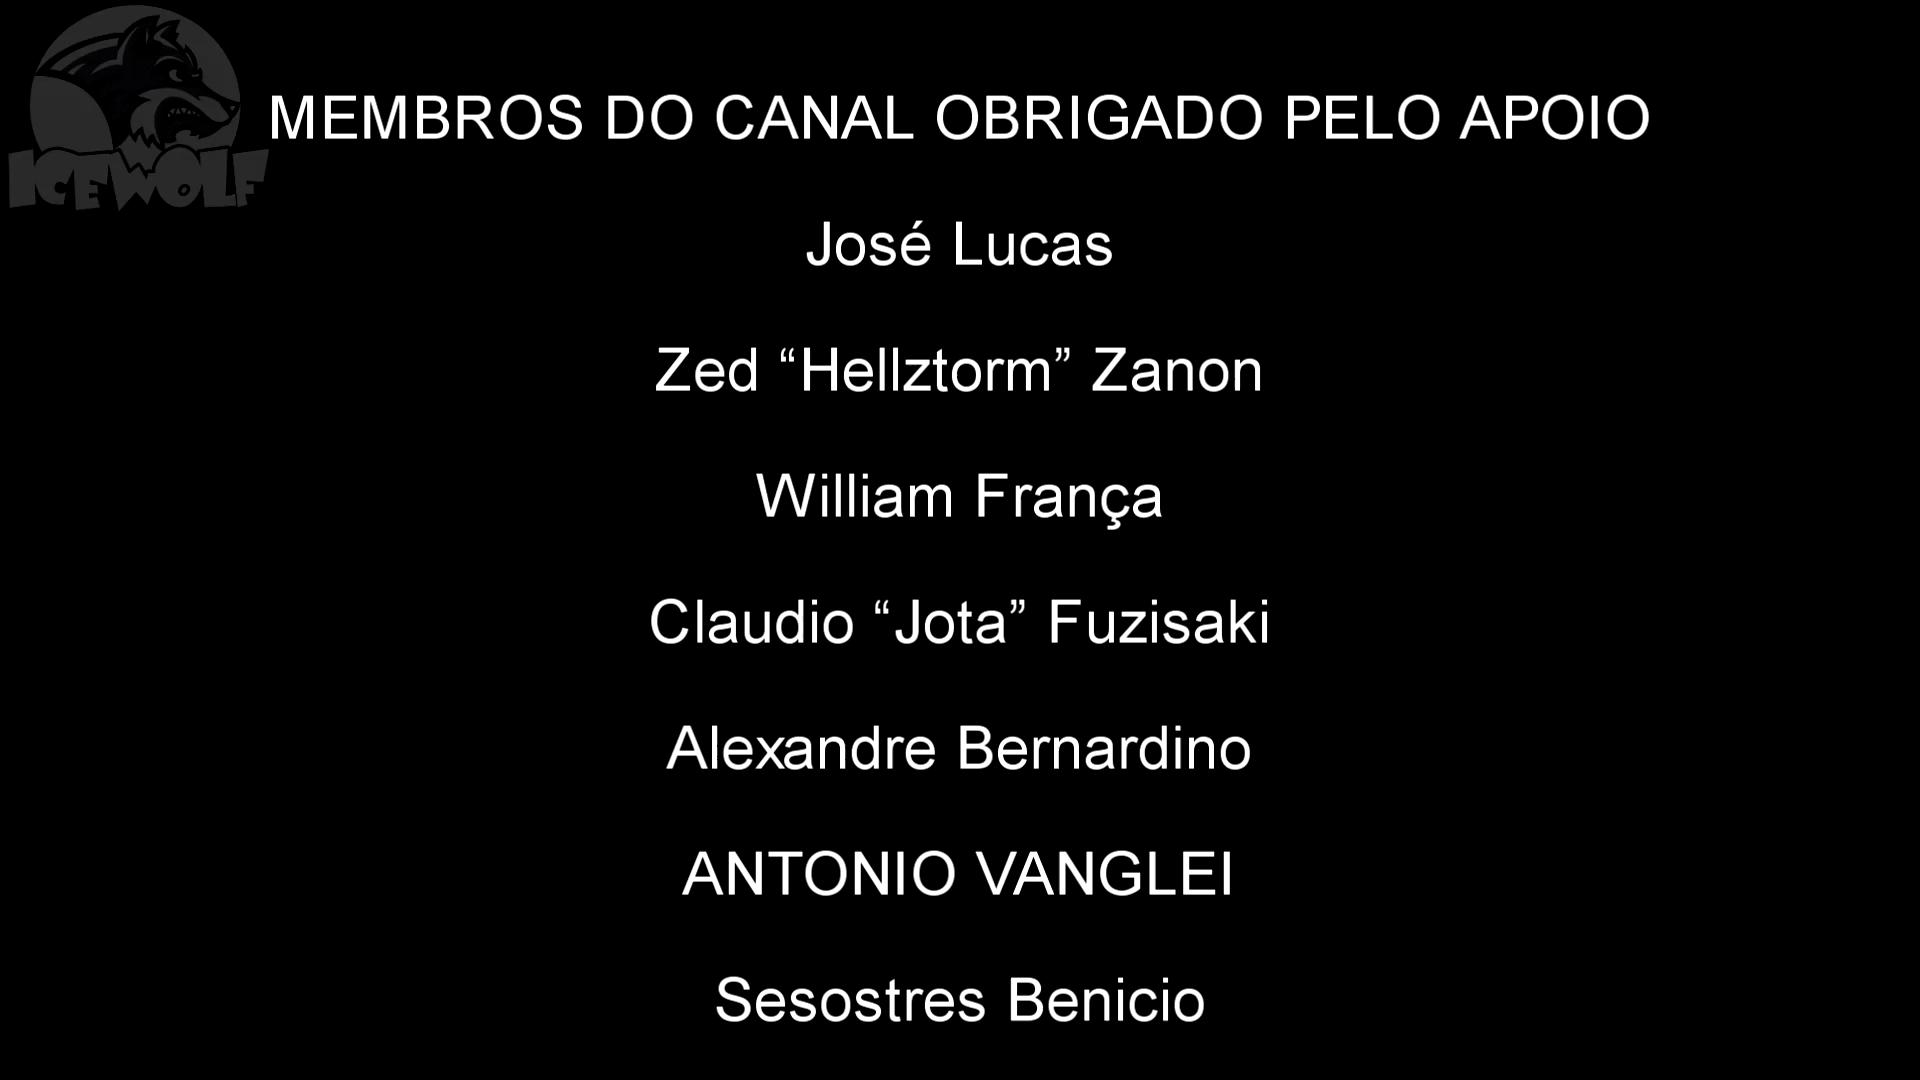 ICEWOLF
MEMBROS DO CANAL OBRIGADO PELO APOIO
José Lucas
Zed “Hellztorm” Zanon
William França
Claudio “Jota” Fuzisaki
Alexandre Bernardino
ANTONIO VANGLEI
Sesostres Benicio